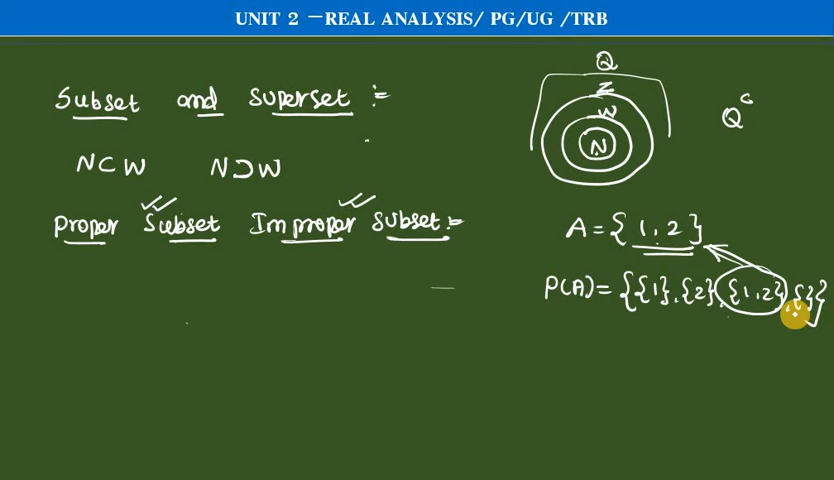 UNIT 2 －REAL ANALYSIS/ PG/UG /TRB
Subset and Superset :-
N⊂W N⊃W
Proper Subset Improper Subset :-
Q
Z
W
N
Qᶜ
A = {1, 2}
P(A) = {{1}, {2}, {1, 2}, {}}